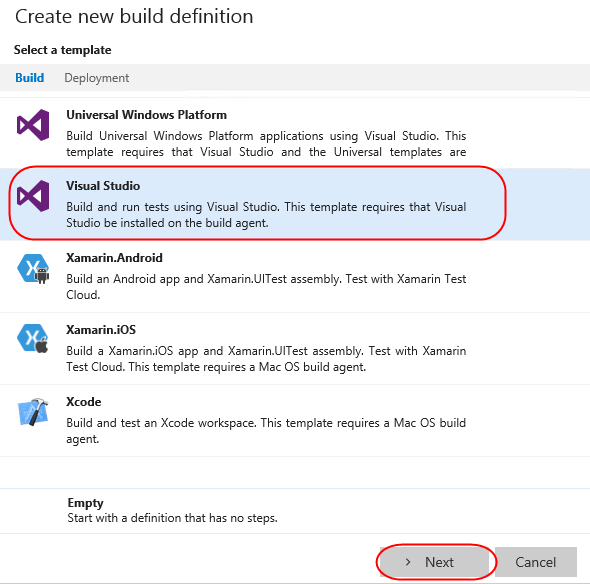 Create new build definition
Select a template
Build Deployment
Universal Windows Platform
Build Universal Windows Platform applications using Visual Studio. This
template requires that Visual Studio and the Universal templates are
Visual Studio
Build and run tests using Visual Studio. This template requires that Visual
Studio be installed on the build agent.
Xamarin.Android
Build an Android app and Xamarin.UITest assembly. Test with Xamarin Test
Cloud.
Xamarin.iOS
Build a Xamarin.iOS app and Xamarin.UITest assembly. Test with Xamarin
Test Cloud. This template requires a Mac OS build agent.
Xcode
Build and test an Xcode workspace. This template requires a Mac OS build
agent.
Empty
Start with a definition that has no steps.
Next Cancel